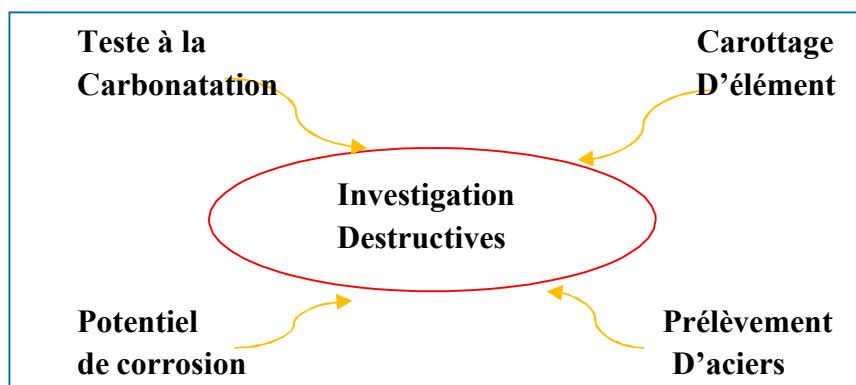 Teste à la
Carbonatation
Carottage
D’élément
Investigation
Destructives
Potentiel
de corrosion
Prélèvement
D’aciers